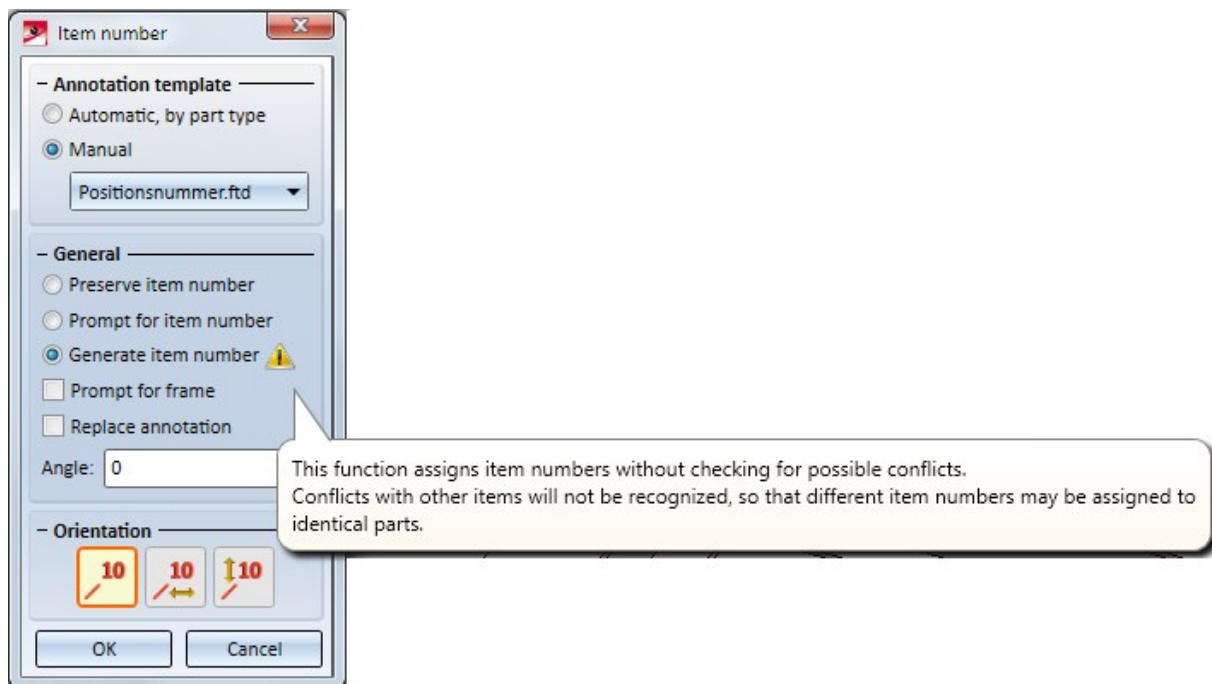 Item number
Annotation template
Automatic, by part type
Manual
Positionsnummer.ftd
General
Preserve item number
Prompt for item number
Generate item number
Prompt for frame
Replace annotation
Angle: 0
This function assigns item numbers without checking for possible conflicts.
Conflicts with other items will not be recognized, so that different item numbers may be assigned to
identical parts.
Orientation
10 10 10
OK Cancel